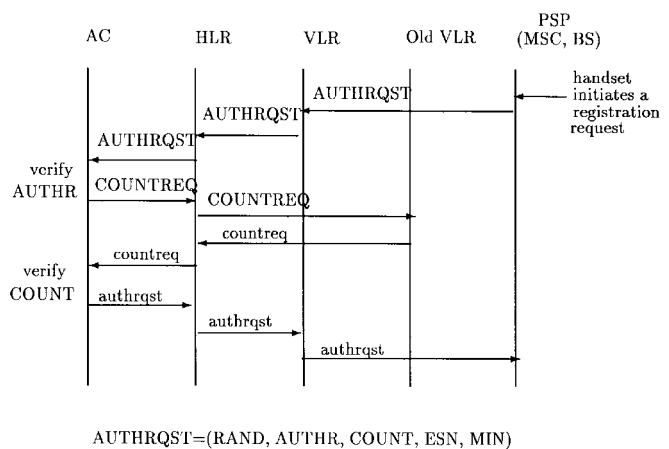 PSP
AC HLR VLR Old VLR (MSC, BS)
handset
initiates a
registration
request
AUTHRQST
AUTHRQST
AUTHRQST
verify
AUTHR
COUNTREQ
COUNTREQ
countreq
countreq
verify
COUNT
authrqst
authrqst
authrqst
AUTHRQST=(RAND, AUTHR, COUNT, ESN, MIN)